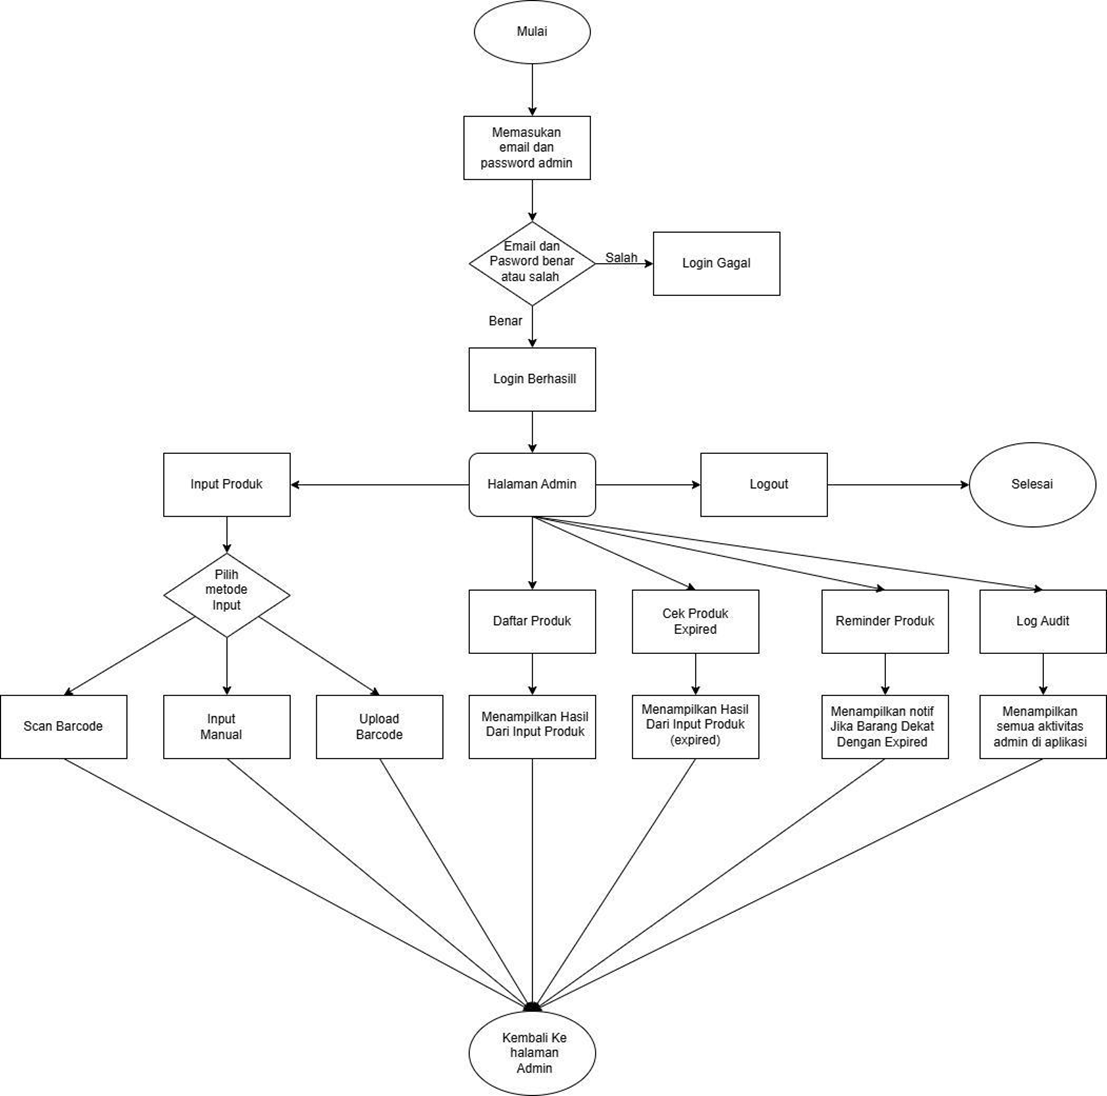 Mulai
Memasukan
email dan
password admin
Email dan
Pasword benar
atau salah
Salah
Login Gagal
Benar
Login Berhasill
Input Produk
Halaman Admin
Logout
Selesai
Pilih
metode
Input
Daftar Produk
Cek Produk
Expired
Reminder Produk
Log Audit
Scan Barcode
Input
Manual
Upload
Barcode
Menampilkan Hasil
Dari Input Produk
Menampilkan Hasil
Dari Input Produk
(expired)
Menampilkan notif
Jika Barang Dekat
Dengan Expired
Menampilkan
semua aktivitas
admin di aplikasi
Kembali Ke
halaman
Admin